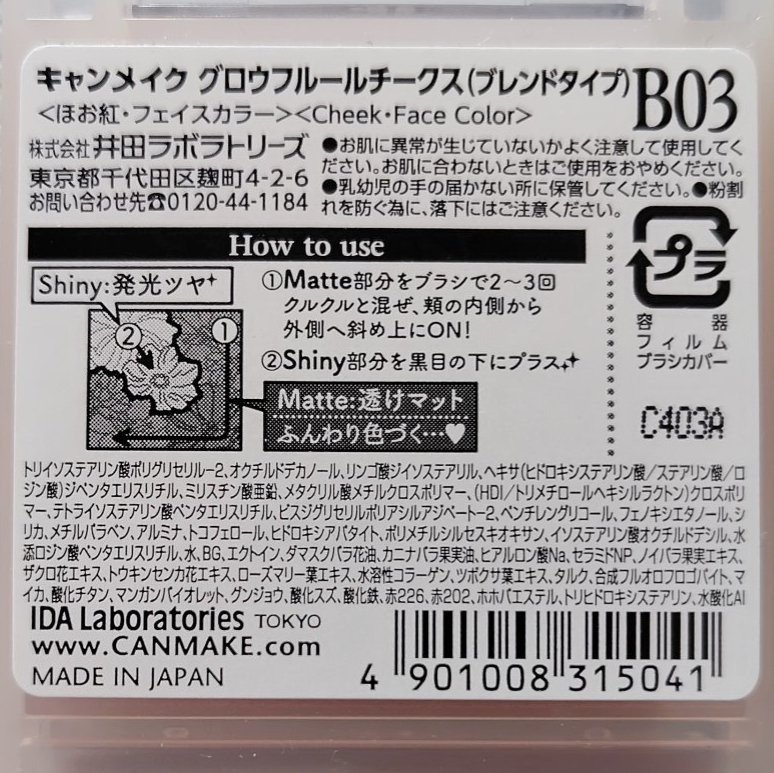 キャンメイク グロウフルールチークス(ブレンドタイプ) B03
<ほお紅・フェイスカラー><Cheek・Face Color>
株式会社 井田ラボラトリーズ
東京都千代田区麹町4-2-6
お問い合わせ先☎0120-44-1184
●お肌に異常が生じていないかよく注意して使用してく
ださい。お肌に合わないときはご使用をおやめください。
●乳幼児の手の届かない所に保管してください。●粉割
れを防ぐ為に、落下にはご注意ください。
How to use
Shiny:発光ツヤ
②
①
①Matte部分をブラシで2〜3回
クルクルと混ぜ、頬の内側から
外側へ斜め上にON!
②Shiny部分を黒目の下にプラス
Matte:透けマット
ふんわり色づく…♥
プラ
容器
フィルム
ブラシカバー
C403A
トリイソステアリン酸ポリグリセリル-2、オクチルドデカノール、リンゴ酸ジイソステアリル、ヘキサ(ヒドロキシステアリン酸/ステアリン酸/ロ
ジン酸)ジペンタエリスリチル、ミリスチン酸亜鉛、メタクリル酸メチルクロスポリマー、(HDI/トリメチロールヘキシルラクトン)クロスポリ
マー、テトライソステアリン酸ペンタエリスリチル、ビスジグリセリルポリアシルアジペート-2、ペンチレングリコール、フェノキシエタノール、シ
リカ、メチルパラベン、アルミナ、トコフェロール、ヒドロキシアパタイト、ポリメチルシルセスキオキサン、イソステアリン酸オクチルドデシル、水
添ロジン酸ペンタエリスリチル、水、BG、エクトイン、ダマスクバラ花油、カニナバラ果実油、ヒアルロン酸Na、セラミドNP、ノイバラ果実エキス、
ザクロ花エキス、トウキンセンカ花エキス、ローズマリー葉エキス、水溶性コラーゲン、ツボクサ葉エキス、タルク、合成フルオロフロゴパイト、マ
イカ、酸化チタン、マンガンバイオレット、グンジョウ、酸化スズ、酸化鉄、赤226、赤202、ホホバエステル、トリヒドロキシステアリン、水酸化Al
IDA Laboratories TOKYO
www.CANMAKE.com
MADE IN JAPAN
4 901008 315041